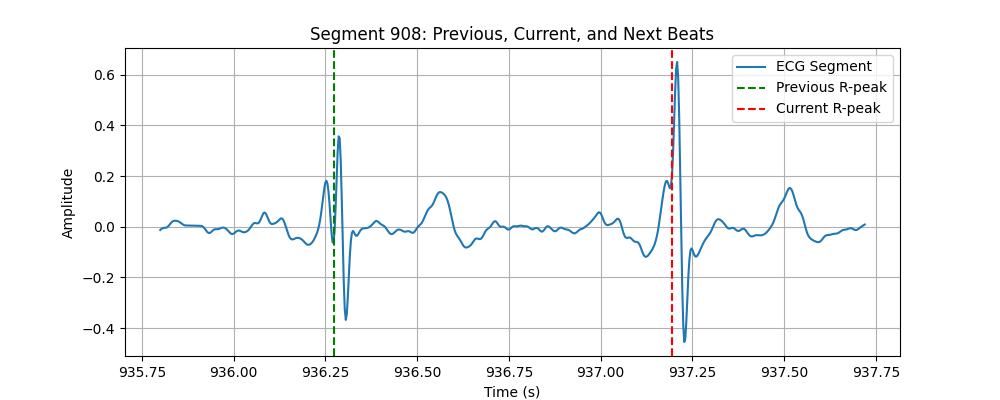 Segment 908: Previous, Current, and Next Beats
ECG Segment
Previous R-peak
Current R-peak
Amplitude
0.6
0.4
0.2
0.0
−0.2
−0.4
935.75 936.00 936.25 936.50 936.75 937.00 937.25 937.50 937.75
Time (s)